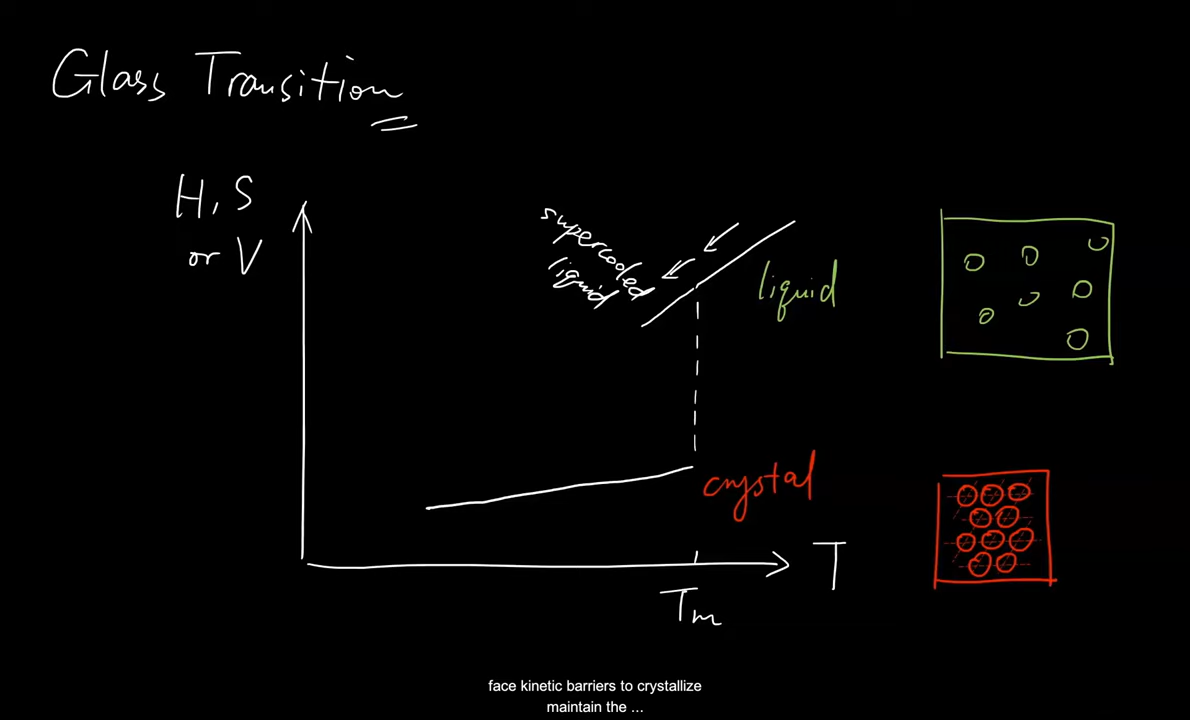 Glass Transition
H, S
or V
supercooled
liquid
liquid
crystal
T
Tm
face kinetic barriers to crystallize
maintain the ...